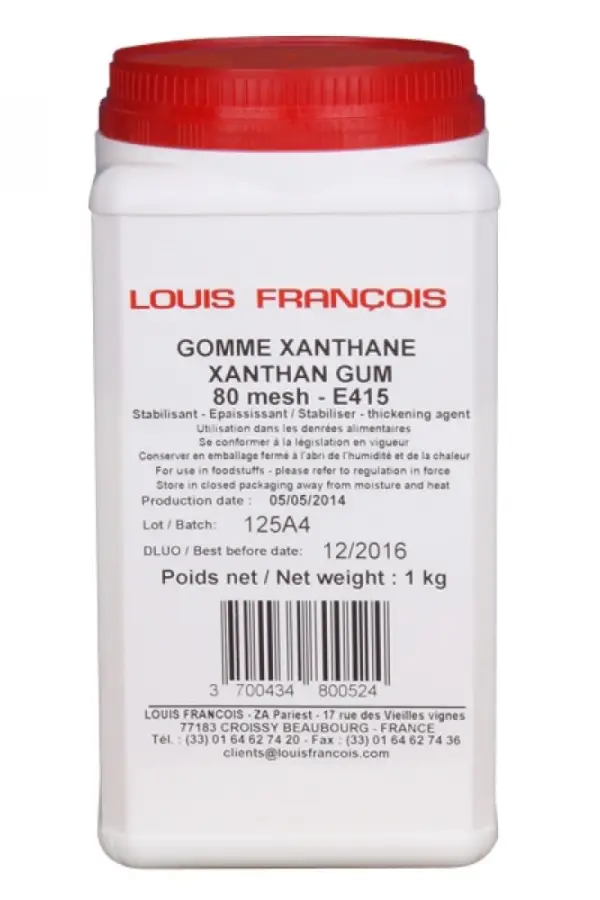 LOUIS FRANÇOIS
GOMME XANTHANE
XANTHAN GUM
80 mesh - E415
Stabilisant - Epaississant / Stabiliser - thickening agent
Utilisation dans les denrées alimentaires
Se conformer à la législation en vigueur
Conserver en emballage fermé à l'abri de l'humidité et de la chaleur
For use in foodstuffs - please refer to regulation in force
Store in closed packaging away from moisture and heat
Production date : 05/05/2014
Lot / Batch: 125A4
DLUO / Best before date: 12/2016
Poids net / Net weight : 1 kg
3 700434 800524
LOUIS FRANCOIS - ZA Pariest - 17 rue des Vieilles vignes
77183 CROISSY BEAUBOURG - FRANCE
Tél. : (33) 01 64 62 74 20 - Fax : (33) 01 64 62 74 36
clients@louisfrancois.com